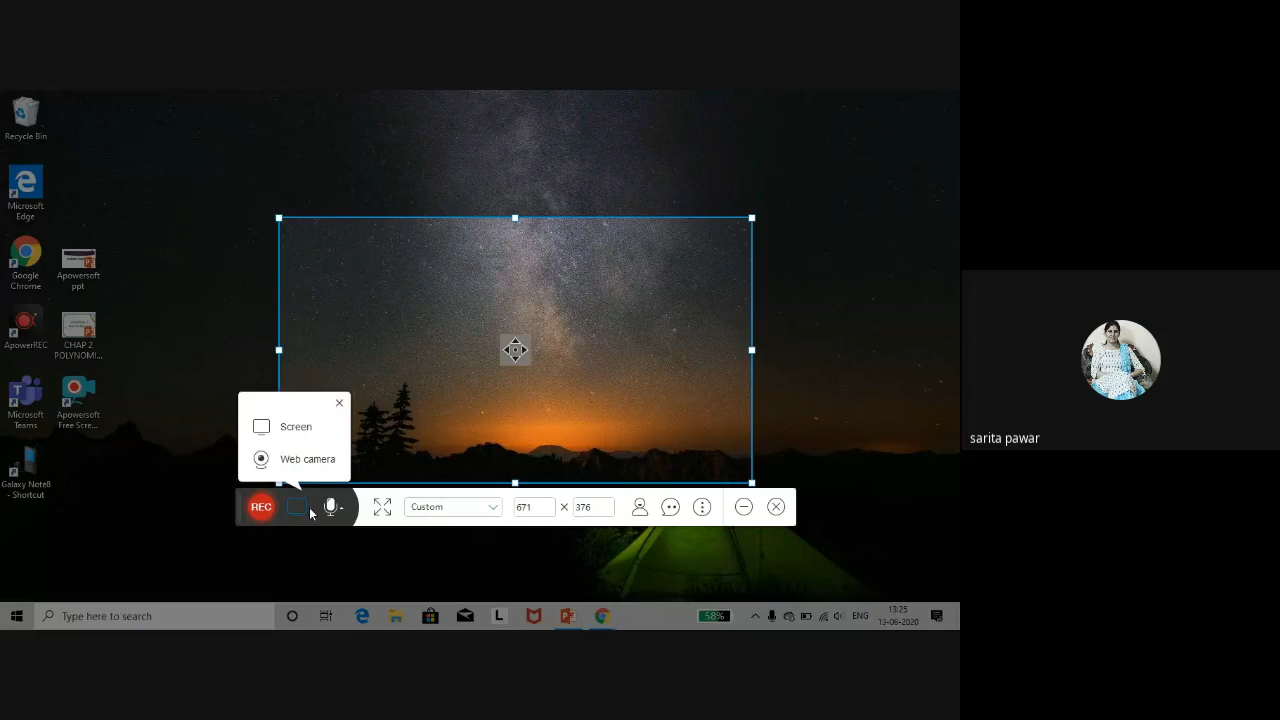 Recycle Bin
Microsoft
Edge
Google
Chrome
Apowersoft
ppt
ApowerREC
CHAP 2
POLYNOMI...
Microsoft
Teams
Apowersoft
Free Scre...
Galaxy Note8
- Shortcut
Screen
Web camera
REC
Custom
671
376
sarita pawar
Type here to search
L
58%
ENG
13:25
13-06-2020